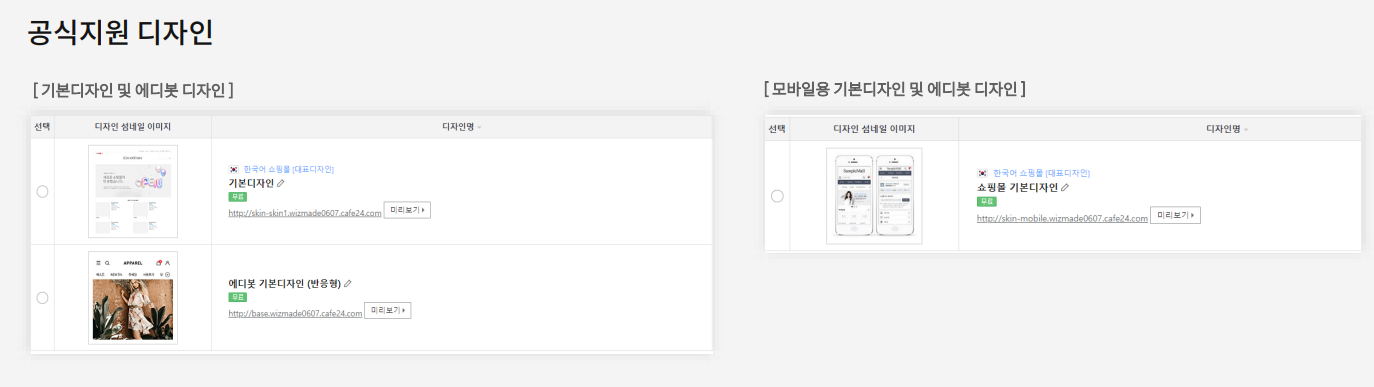 공식지원 디자인
[ 기본디자인 및 에디봇 디자인 ]
선택 디자인 섬네일 이미지 디자인명
한국어 쇼핑몰 [대표디자인]
기본디자인
무료
http://skin-skin1.wizmade0607.cafe24.com 미리보기
APPAREL
에디봇 기본디자인 (반응형)
무료
http://base.wizmade0607.cafe24.com 미리보기
[ 모바일용 기본디자인 및 에디봇 디자인 ]
선택 디자인 섬네일 이미지 디자인명
SampleMall SampleMall
한국어 쇼핑몰 [대표디자인]
쇼핑몰 기본디자인
무료
http://skin-mobile.wizmade0607.cafe24.com 미리보기